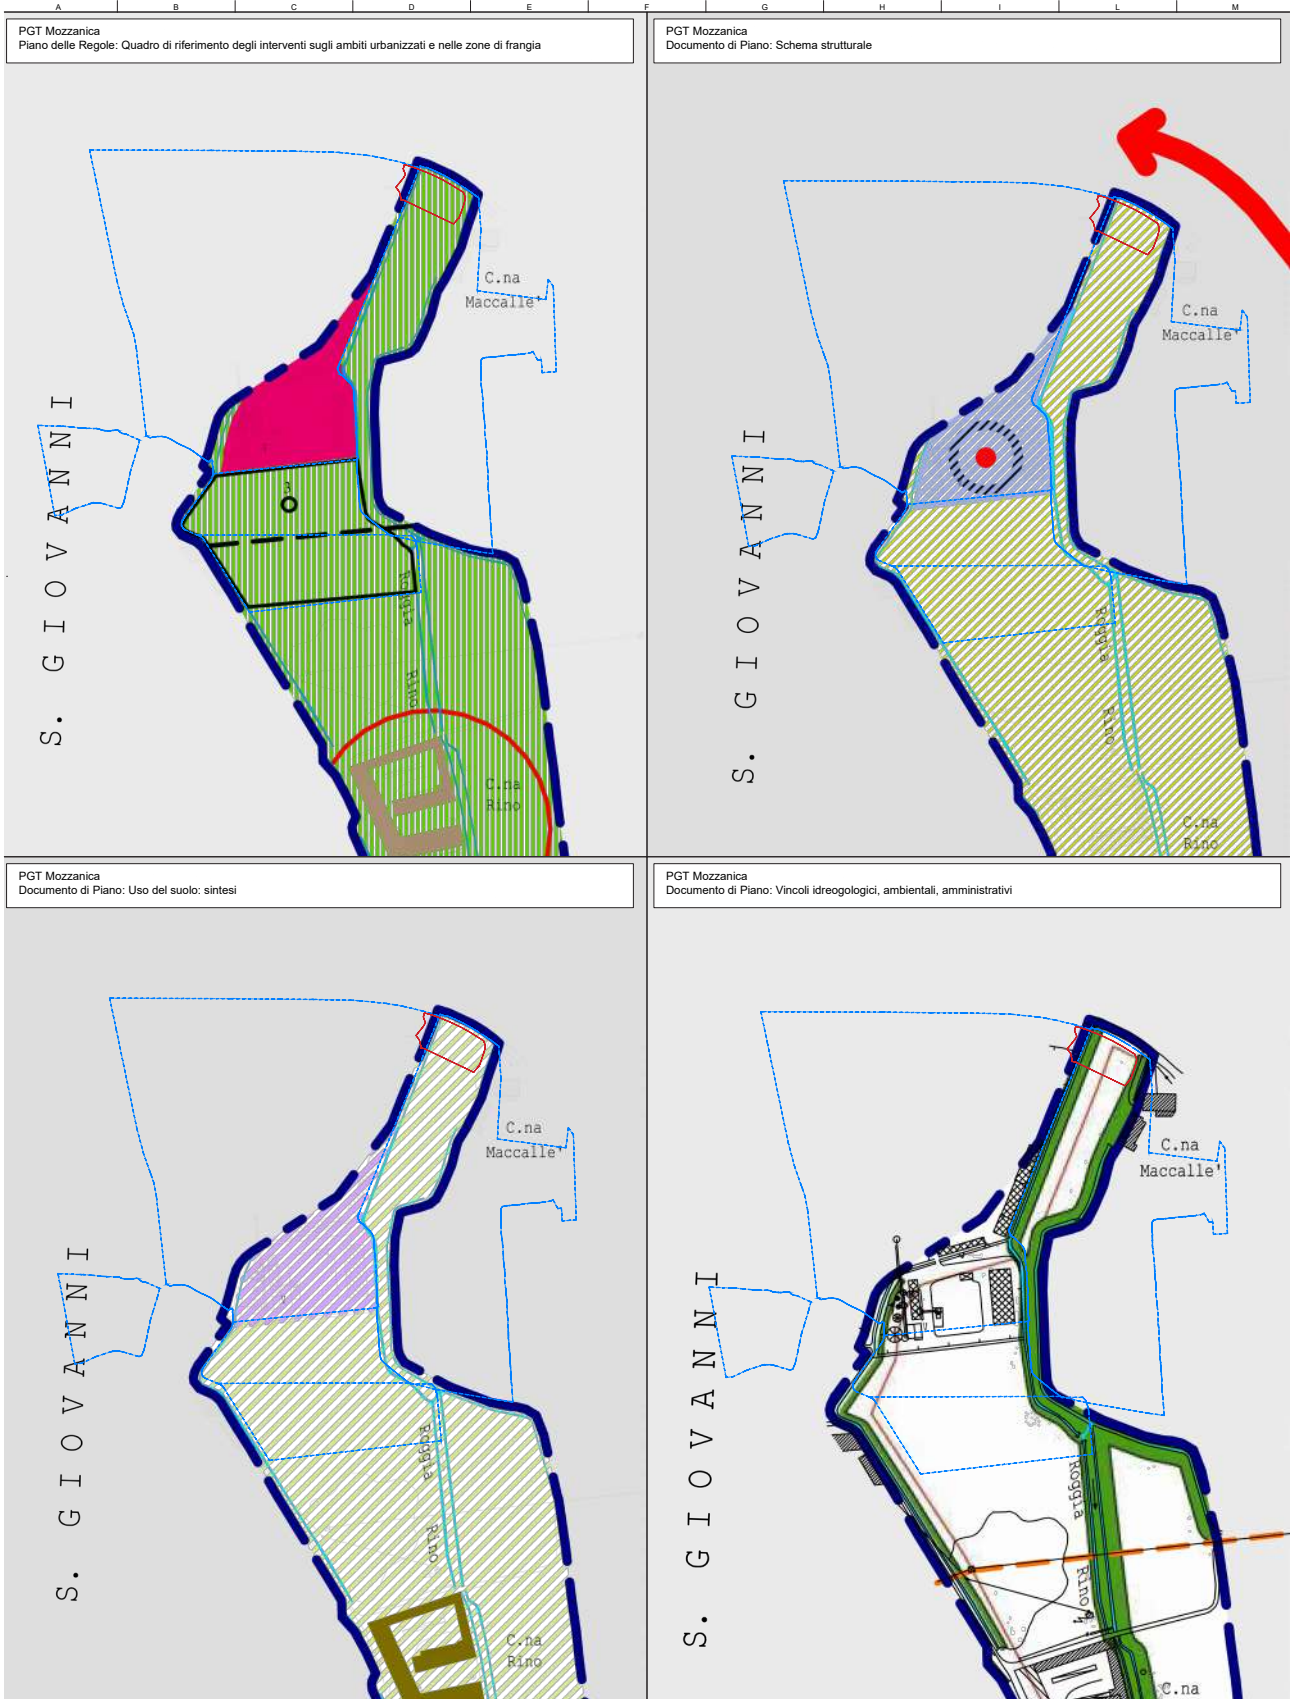 A B C D E F G H I L M
PGT Mozzanica
Piano delle Regole: Quadro di riferimento degli interventi sugli ambiti urbanizzati e nelle zone di frangia
C.na
Maccalle'
3
S. GIOVANNI
Roggia
Rino
C.na
Rino
PGT Mozzanica
Documento di Piano: Schema strutturale
C.na
Maccalle'
S. GIOVANNI
Roggia
Rino
C.na
Rino
PGT Mozzanica
Documento di Piano: Uso del suolo: sintesi
C.na
Maccalle'
S. GIOVANNI
Roggia
Rino
C.na
Rino
PGT Mozzanica
Documento di Piano: Vincoli idreogologici, ambientali, amministrativi
C.na
Maccalle'
S. GIOVANNI
Roggia
Rino
C.na